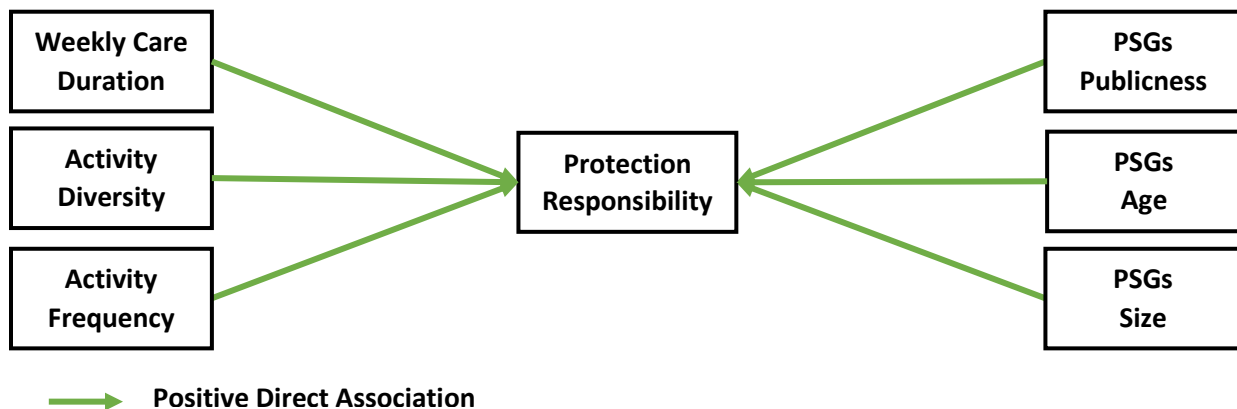 Weekly Care
Duration
Activity
Diversity
Activity
Frequency
Protection
Responsibility
PSGs
Publicness
PSGs
Age
PSGs
Size
Positive Direct Association